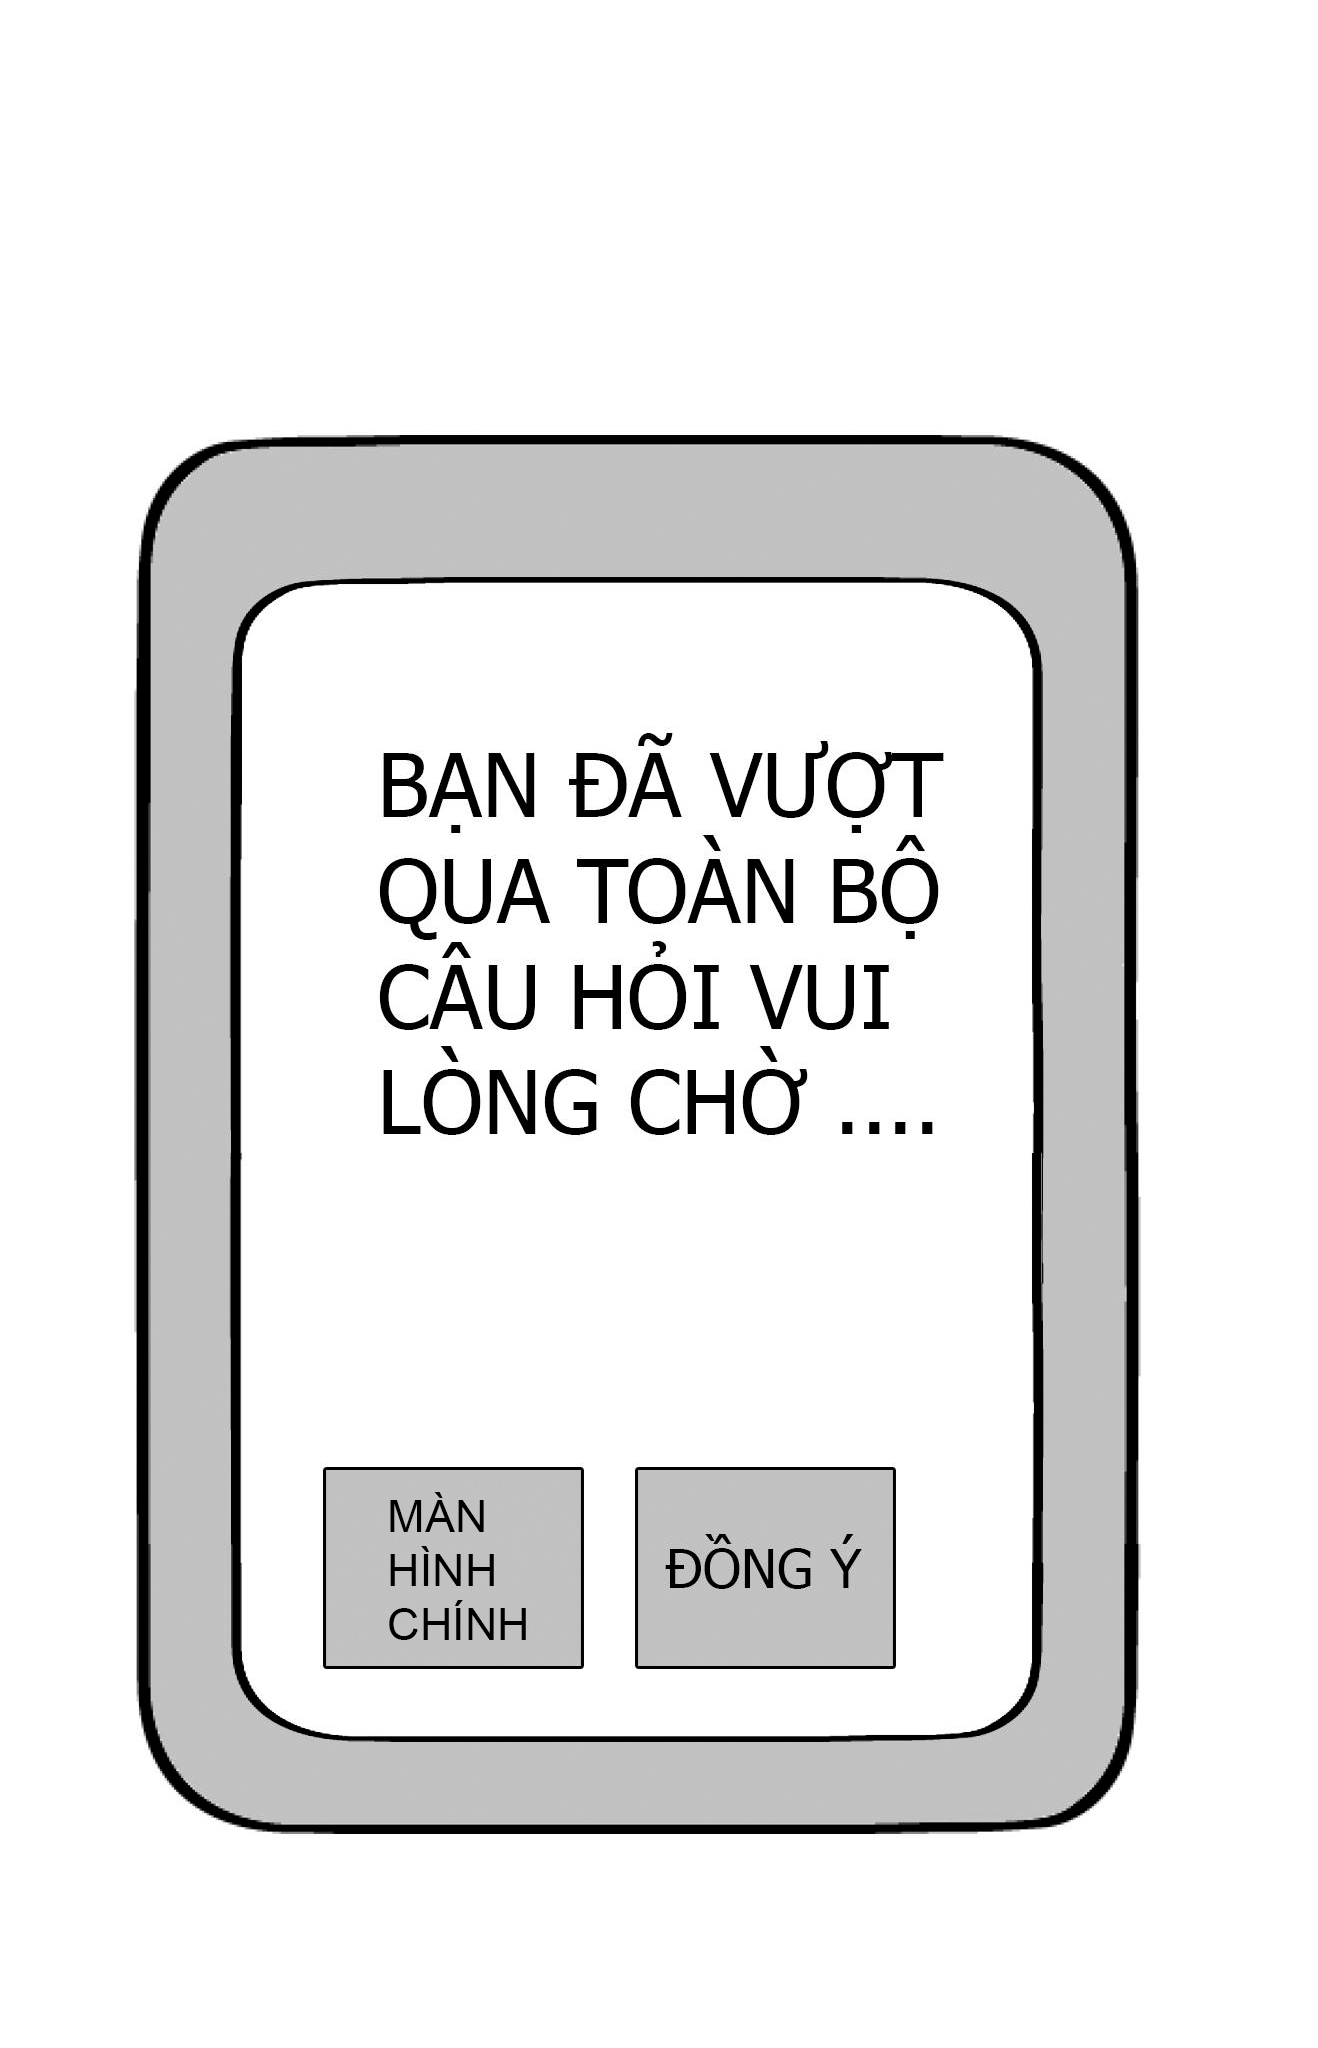 BẠN ĐÃ VƯỢT
QUA TOÀN BỘ
CÂU HỎI VUI
LÒNG CHỜ ....
MÀN
HÌNH
CHÍNH
ĐỒNG Ý